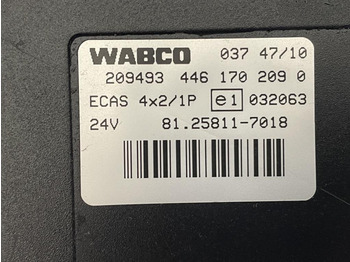 WABCO 037 47/10
209493 446 170 209 0
ECAS 4x2/1P e1 032063
24V 81.25811-7018